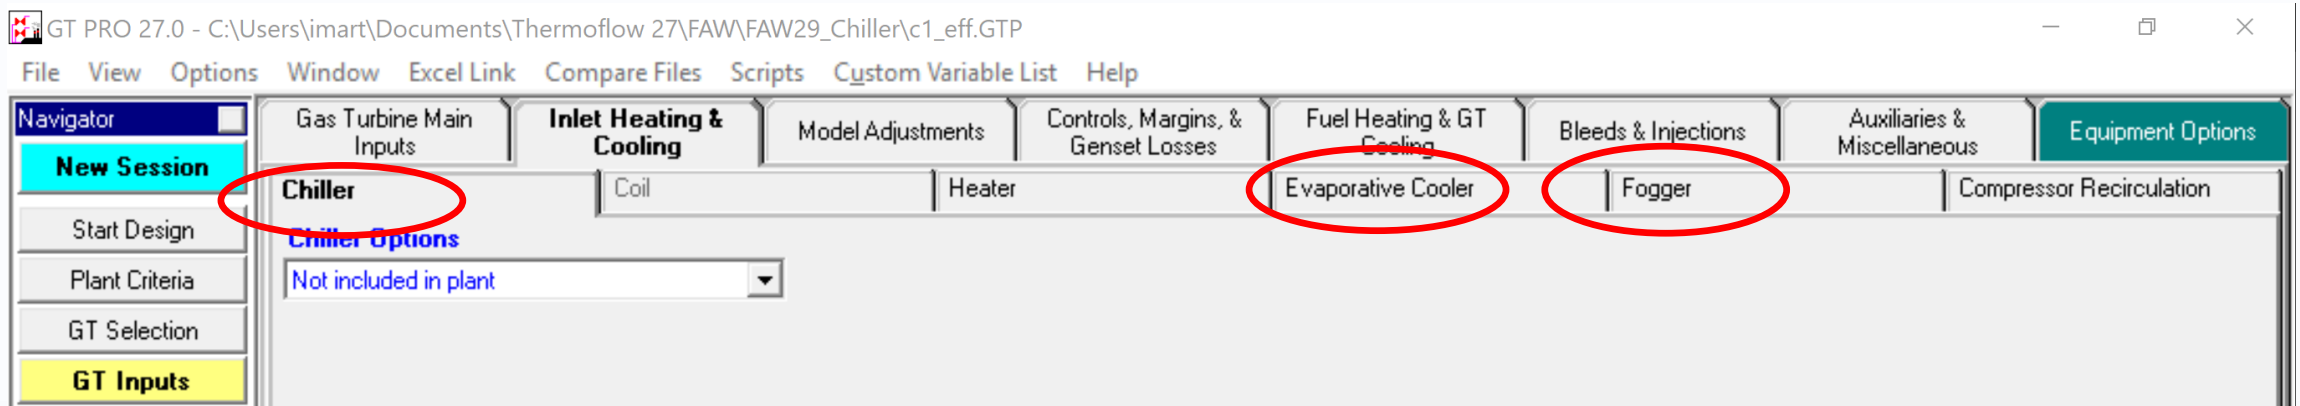 GT PRO 27.0 - C:\Users\imart\Documents\Thermoflow 27\FAW\FAW29_Chiller\c1_eff.GTP
File View Options Window Excel Link Compare Files Scripts Custom Variable List Help
Navigator
New Session
Start Design
Plant Criteria
GT Selection
GT Inputs
Gas Turbine Main
Inputs
Inlet Heating &
Cooling
Model Adjustments
Controls, Margins, &
Genset Losses
Fuel Heating & GT
Cooling
Bleeds & Injections
Auxiliaries &
Miscellaneous
Equipment Options
Chiller
Coil
Heater
Evaporative Cooler
Fogger
Compressor Recirculation
Chiller Options
Not included in plant